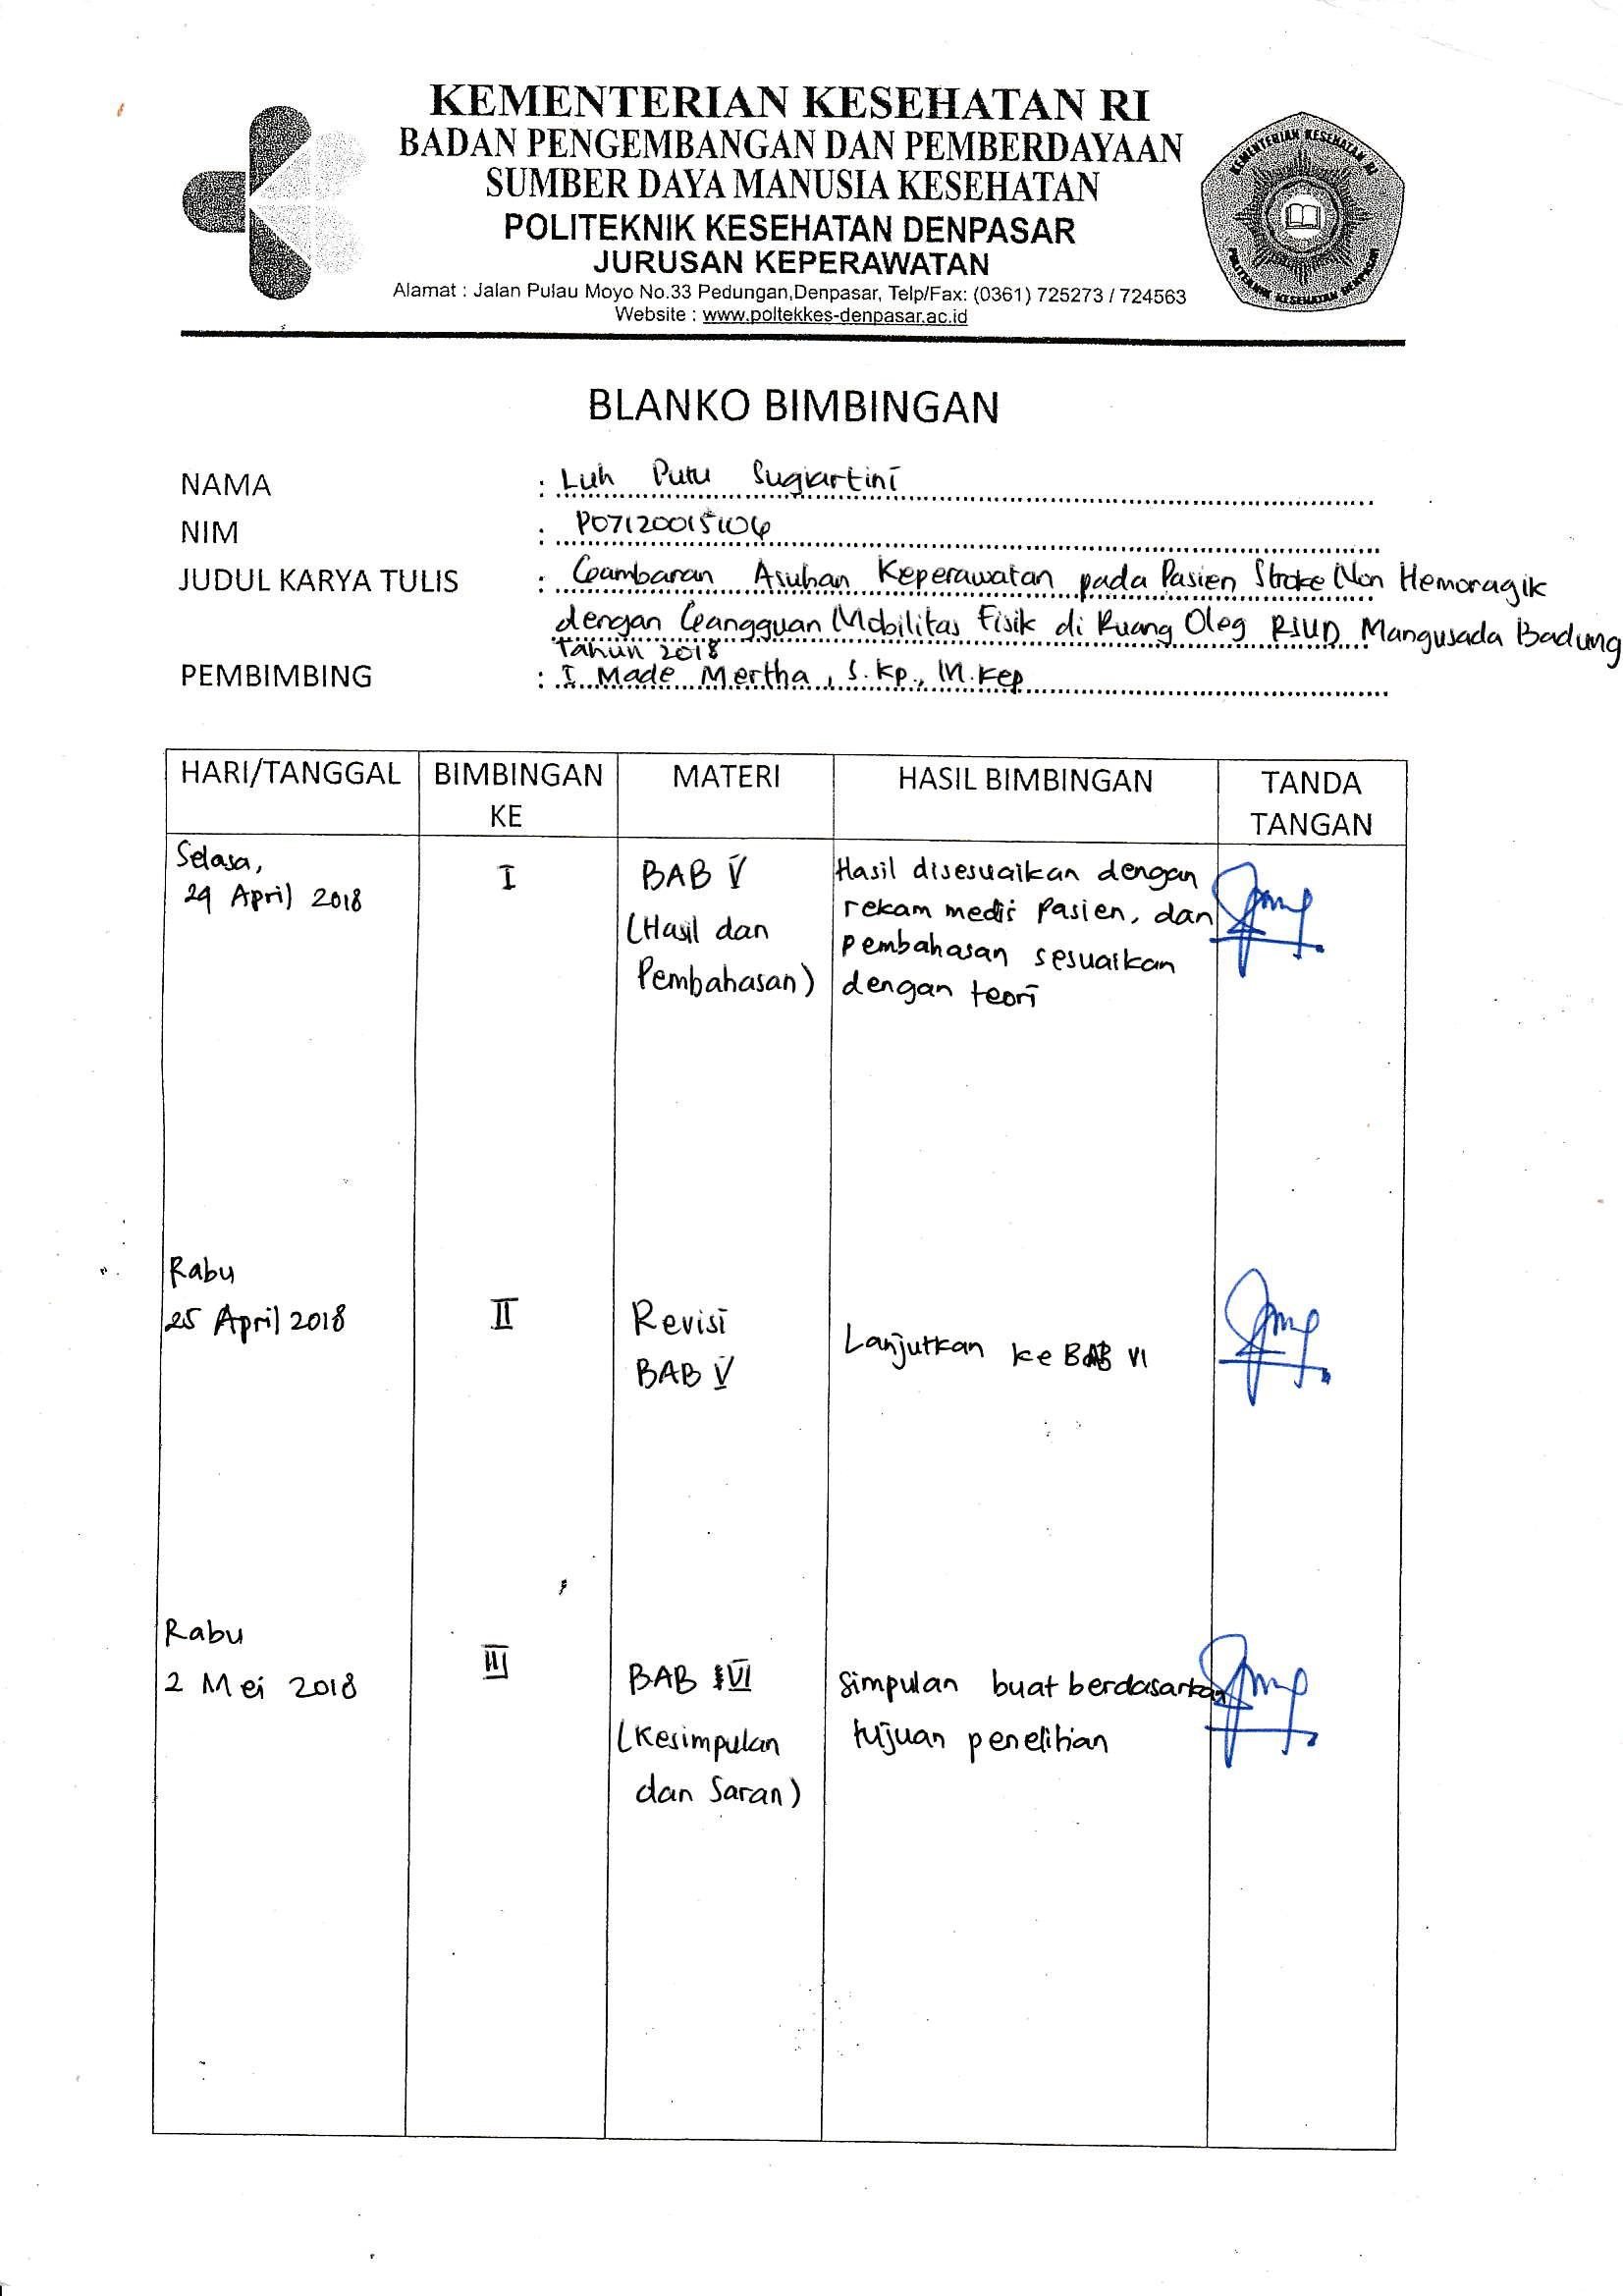 KEMENTERIAN KESEHATAN RI
BADAN PENGEMBANGAN DAN PEMBERDAYAAN
SUMBER DAYA MANUSIA KESEHATAN
POLITEKNIK KESEHATAN DENPASAR
JURUSAN KEPERAWATAN
Alamat : Jalan Pulau Moyo No.33 Pedungan,Denpasar, Telp/Fax: (0361) 725273 / 724563
Website : www.poltekkes-denpasar.ac.id
KEMENTERIAN KESEHATAN RI
POLITEKNIK KESEHATAN DENPASAR
BLANKO BIMBINGAN
NAMA : Luh Putu Sugiartini
NIM : P07120015106
JUDUL KARYA TULIS : Gambaran Asuhan Keperawatan pada Pasien Stroke Non Hemoragik
dengan Gangguan Mobilitas Fisik di Ruang Oleg RSUD Mangusada Badung
Tahun 2018
PEMBIMBING : I Made Mertha, S.Kp., M.Kep
HARI/TANGGAL BIMBINGAN KE MATERI HASIL BIMBINGAN TANDA TANGAN
Selasa,
24 April 2018
I
BAB V
(Hasil dan
Pembahasan)
Hasil disesuaikan dengan
rekam medis Pasien, dan
pembahasan sesuaikan
dengan teori
Rabu
25 April 2018
II
Revisi
BAB V
Lanjutkan ke BAB VI
Rabu
2 Mei 2018
III
BAB VI
(Kesimpulan
dan Saran)
Simpulan buat berdasarkan
tujuan penelitian